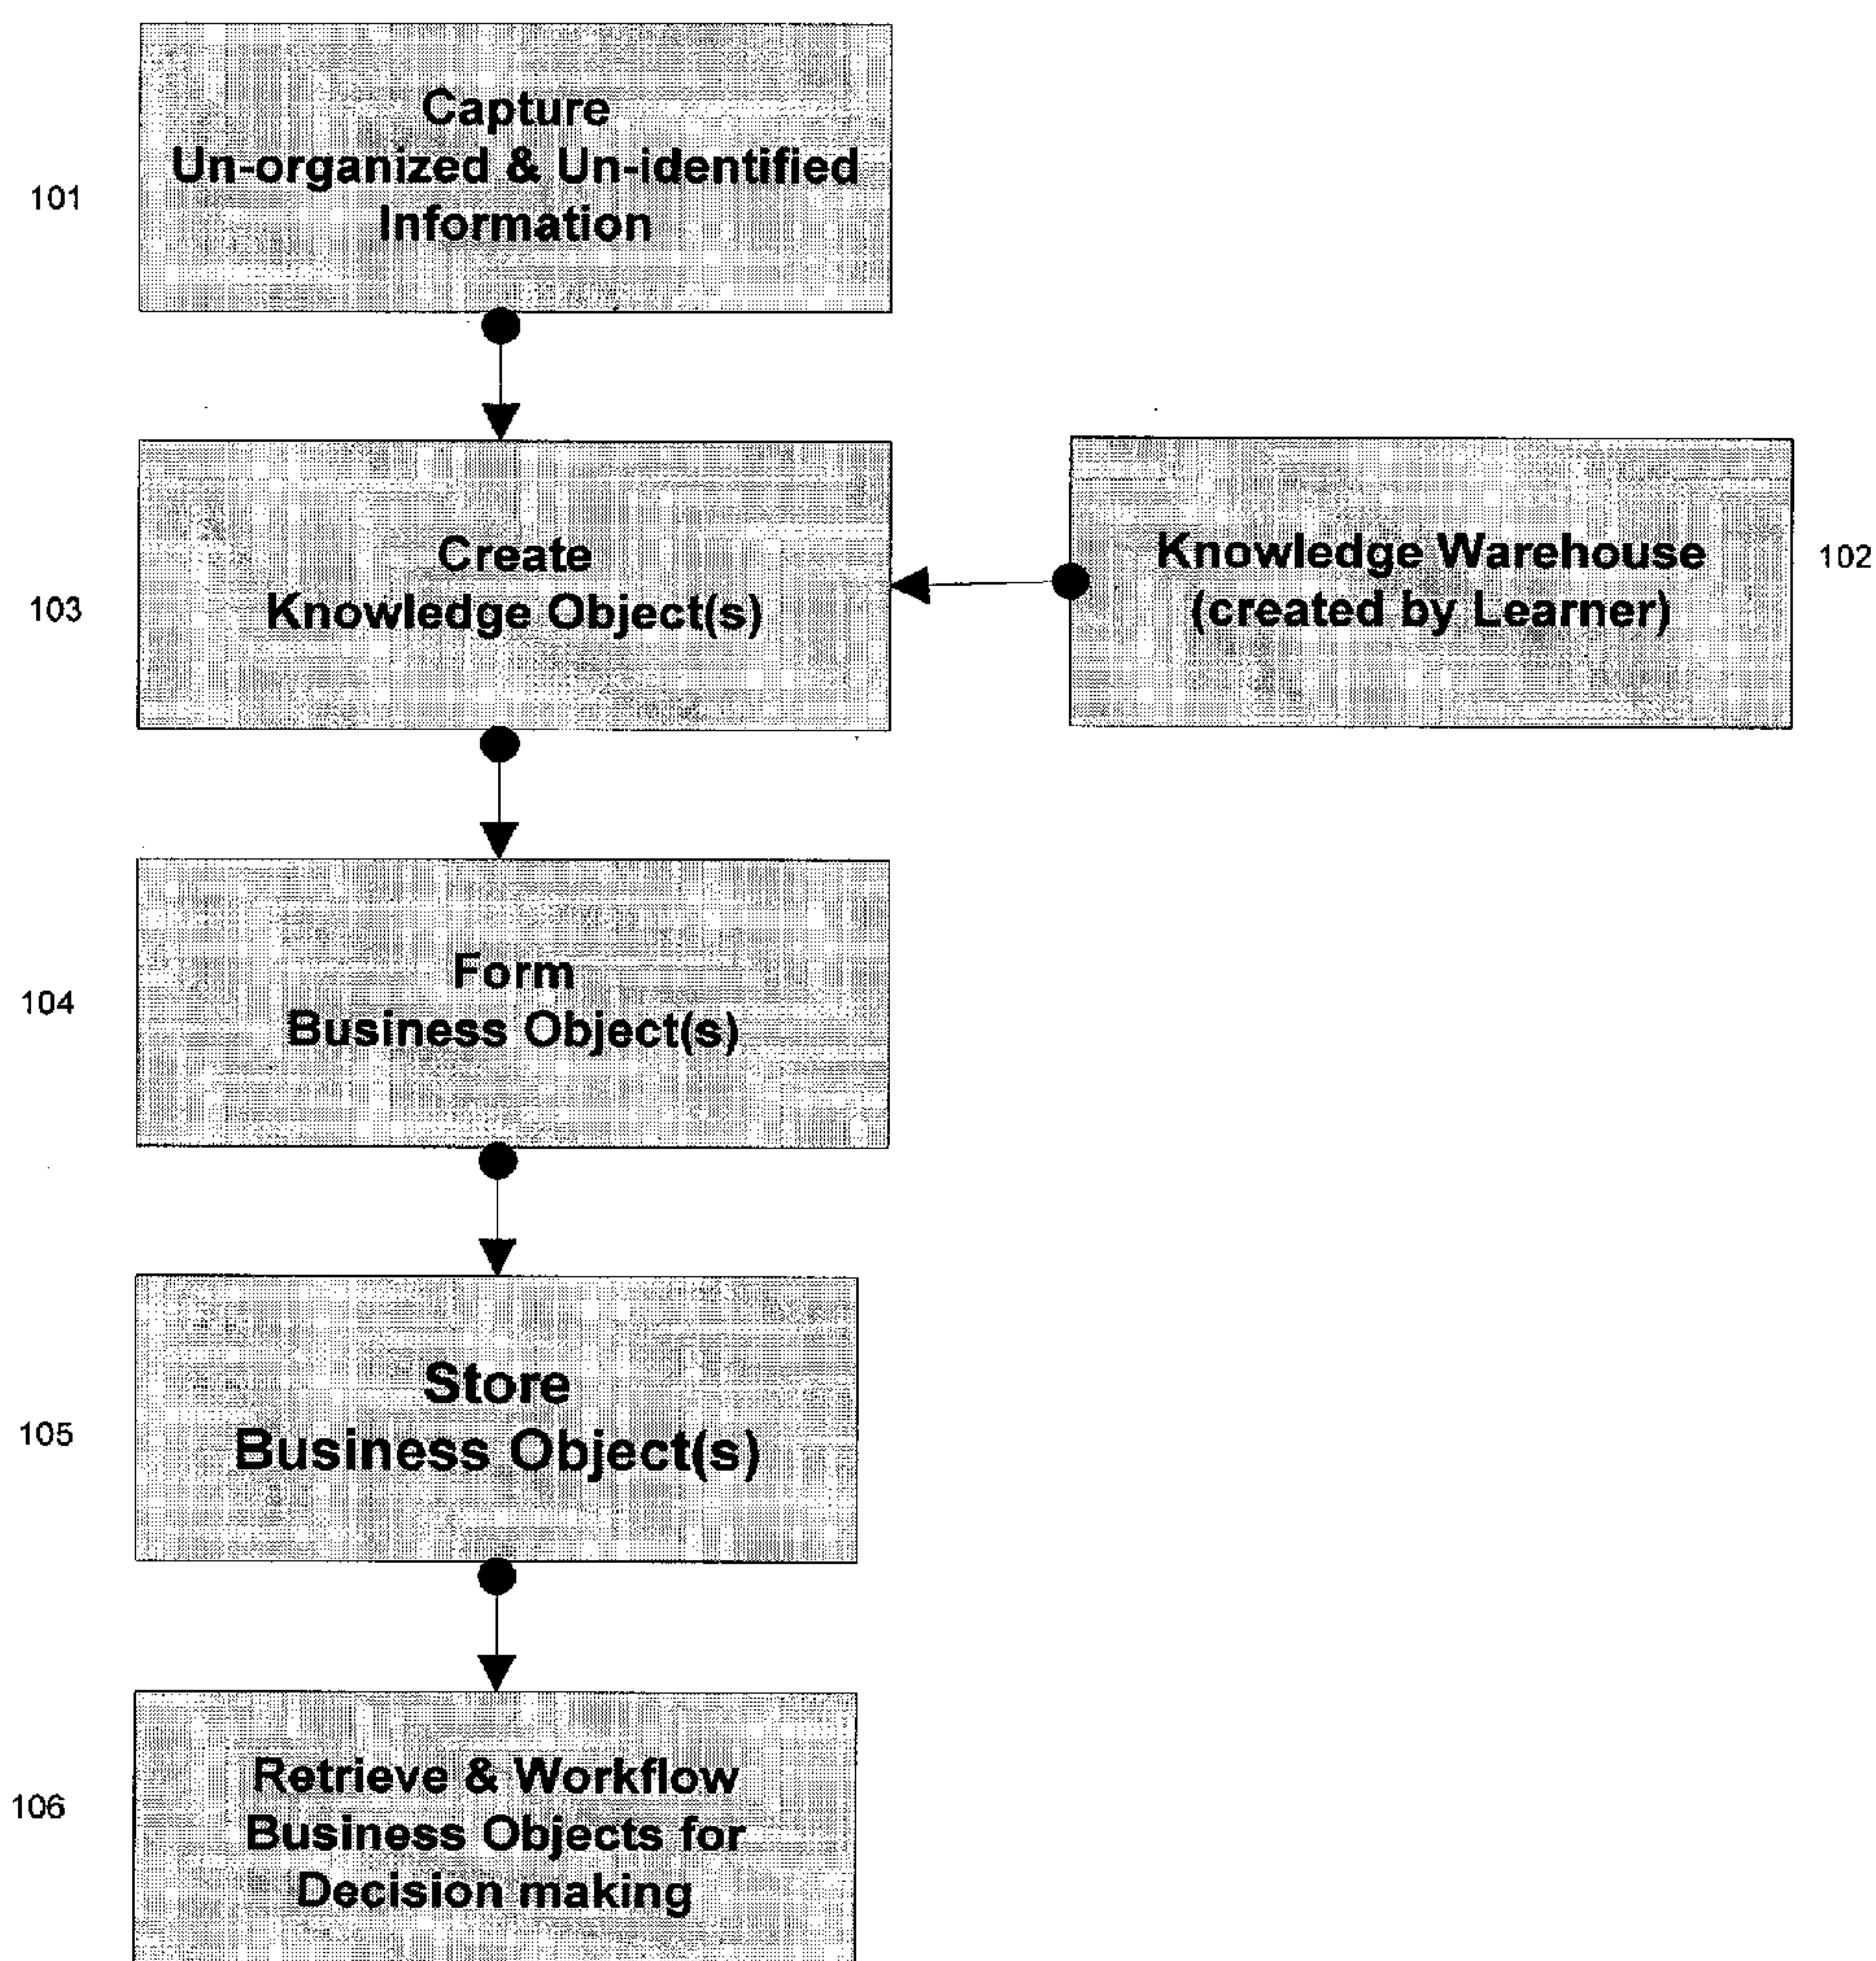 Capture
Un-organized & Un-identified
Information
101
Create
Knowledge Object(s)
103
Knowledge Warehouse
(created by Learner)
102
Form
Business Object(s)
104
Store
Business Object(s)
105
Retrieve & Workflow
Business Objects for
Decision making
106